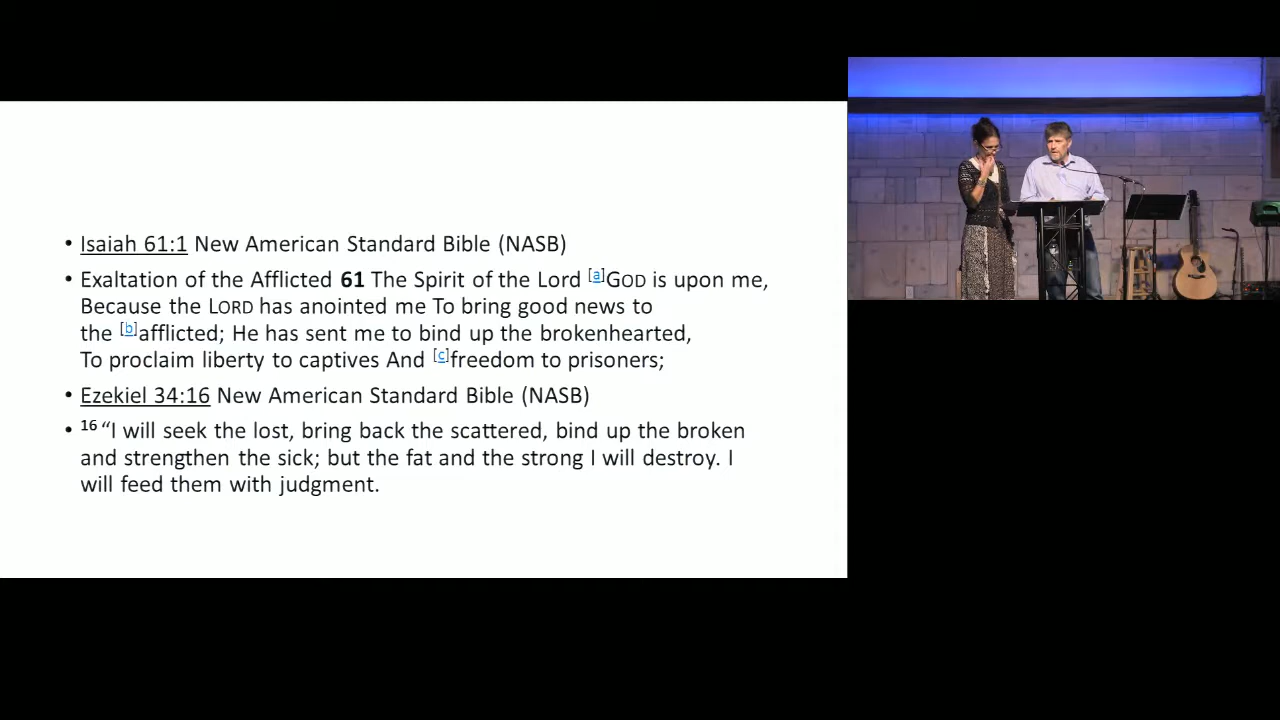 • Isaiah 61:1 New American Standard Bible (NASB)
• Exaltation of the Afflicted 61 The Spirit of the Lord [a]GOD is upon me,
Because the LORD has anointed me To bring good news to
the [b]afflicted; He has sent me to bind up the brokenhearted,
To proclaim liberty to captives And [c]freedom to prisoners;
• Ezekiel 34:16 New American Standard Bible (NASB)
• 16 “I will seek the lost, bring back the scattered, bind up the broken
and strengthen the sick; but the fat and the strong I will destroy. I
will feed them with judgment.